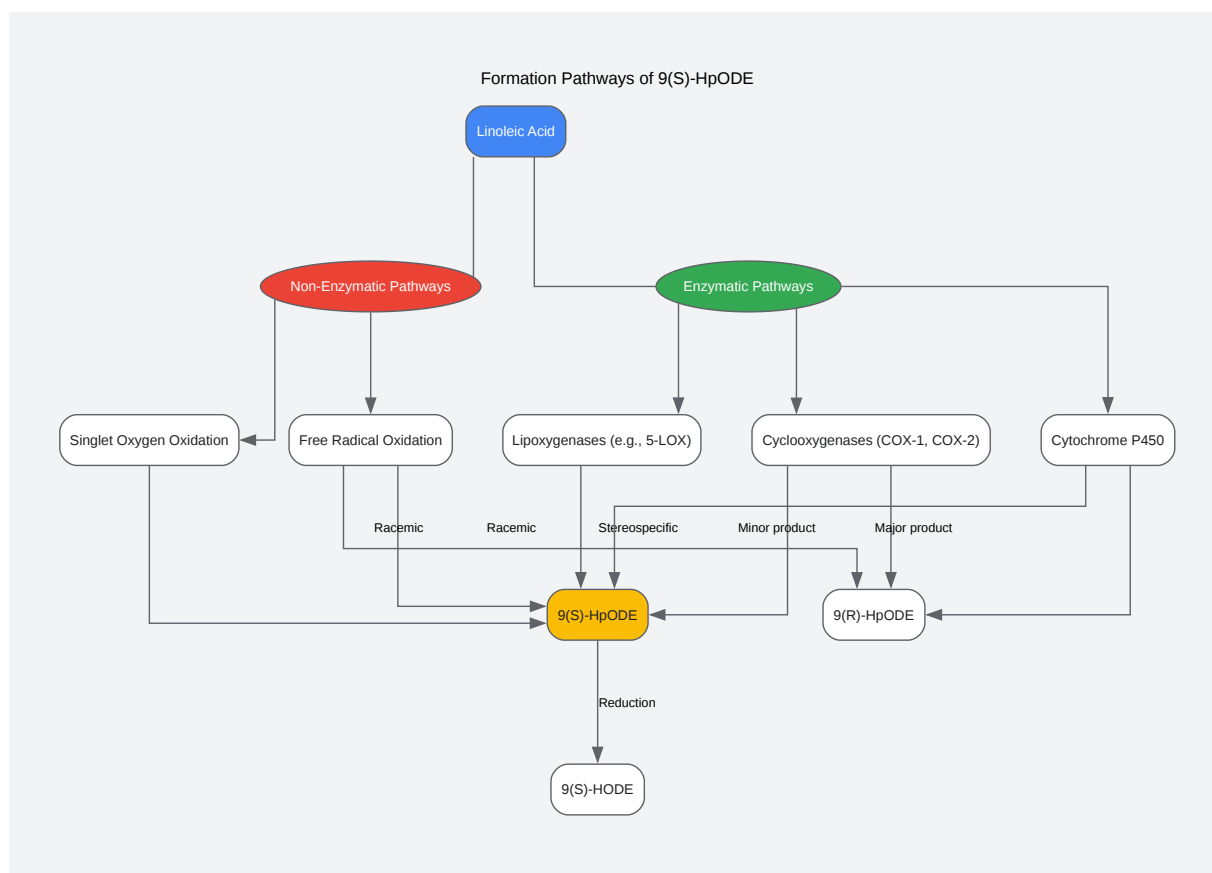 Formation Pathways of 9(S)-HpODE
Linoleic Acid
Non-Enzymatic Pathways
Enzymatic Pathways
Singlet Oxygen Oxidation
Free Radical Oxidation
Lipoxygenases (e.g., 5-LOX)
Cyclooxygenases (COX-1, COX-2)
Cytochrome P450
Racemic
Racemic
Stereospecific
Minor product
Major product
9(S)-HpODE
9(R)-HpODE
Reduction
9(S)-HODE